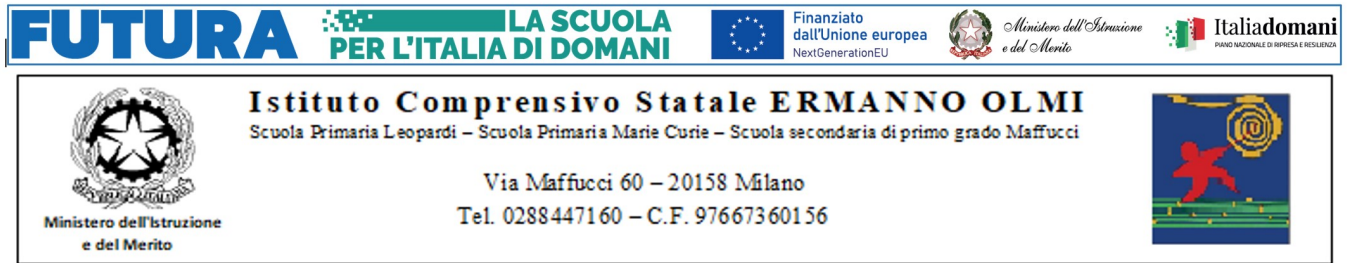 FUTURA
LA SCUOLA
PER L'ITALIA DI DOMANI
Finanziato
dall'Unione europea
NextGenerationEU
Ministero dell'Istruzione
e del Merito
Italiadomani
PIANO NAZIONALE DI RIPRESA E RESILIENZA
Istituto Comprensivo Statale ERMANNO OLMI
Scuola Primaria Leopardi – Scuola Primaria Marie Curie – Scuola secondaria di primo grado Maffucci
Via Maffucci 60 – 20158 Milano
Tel. 0288447160 – C.F. 97667360156
Ministero dell'Istruzione
e del Merito